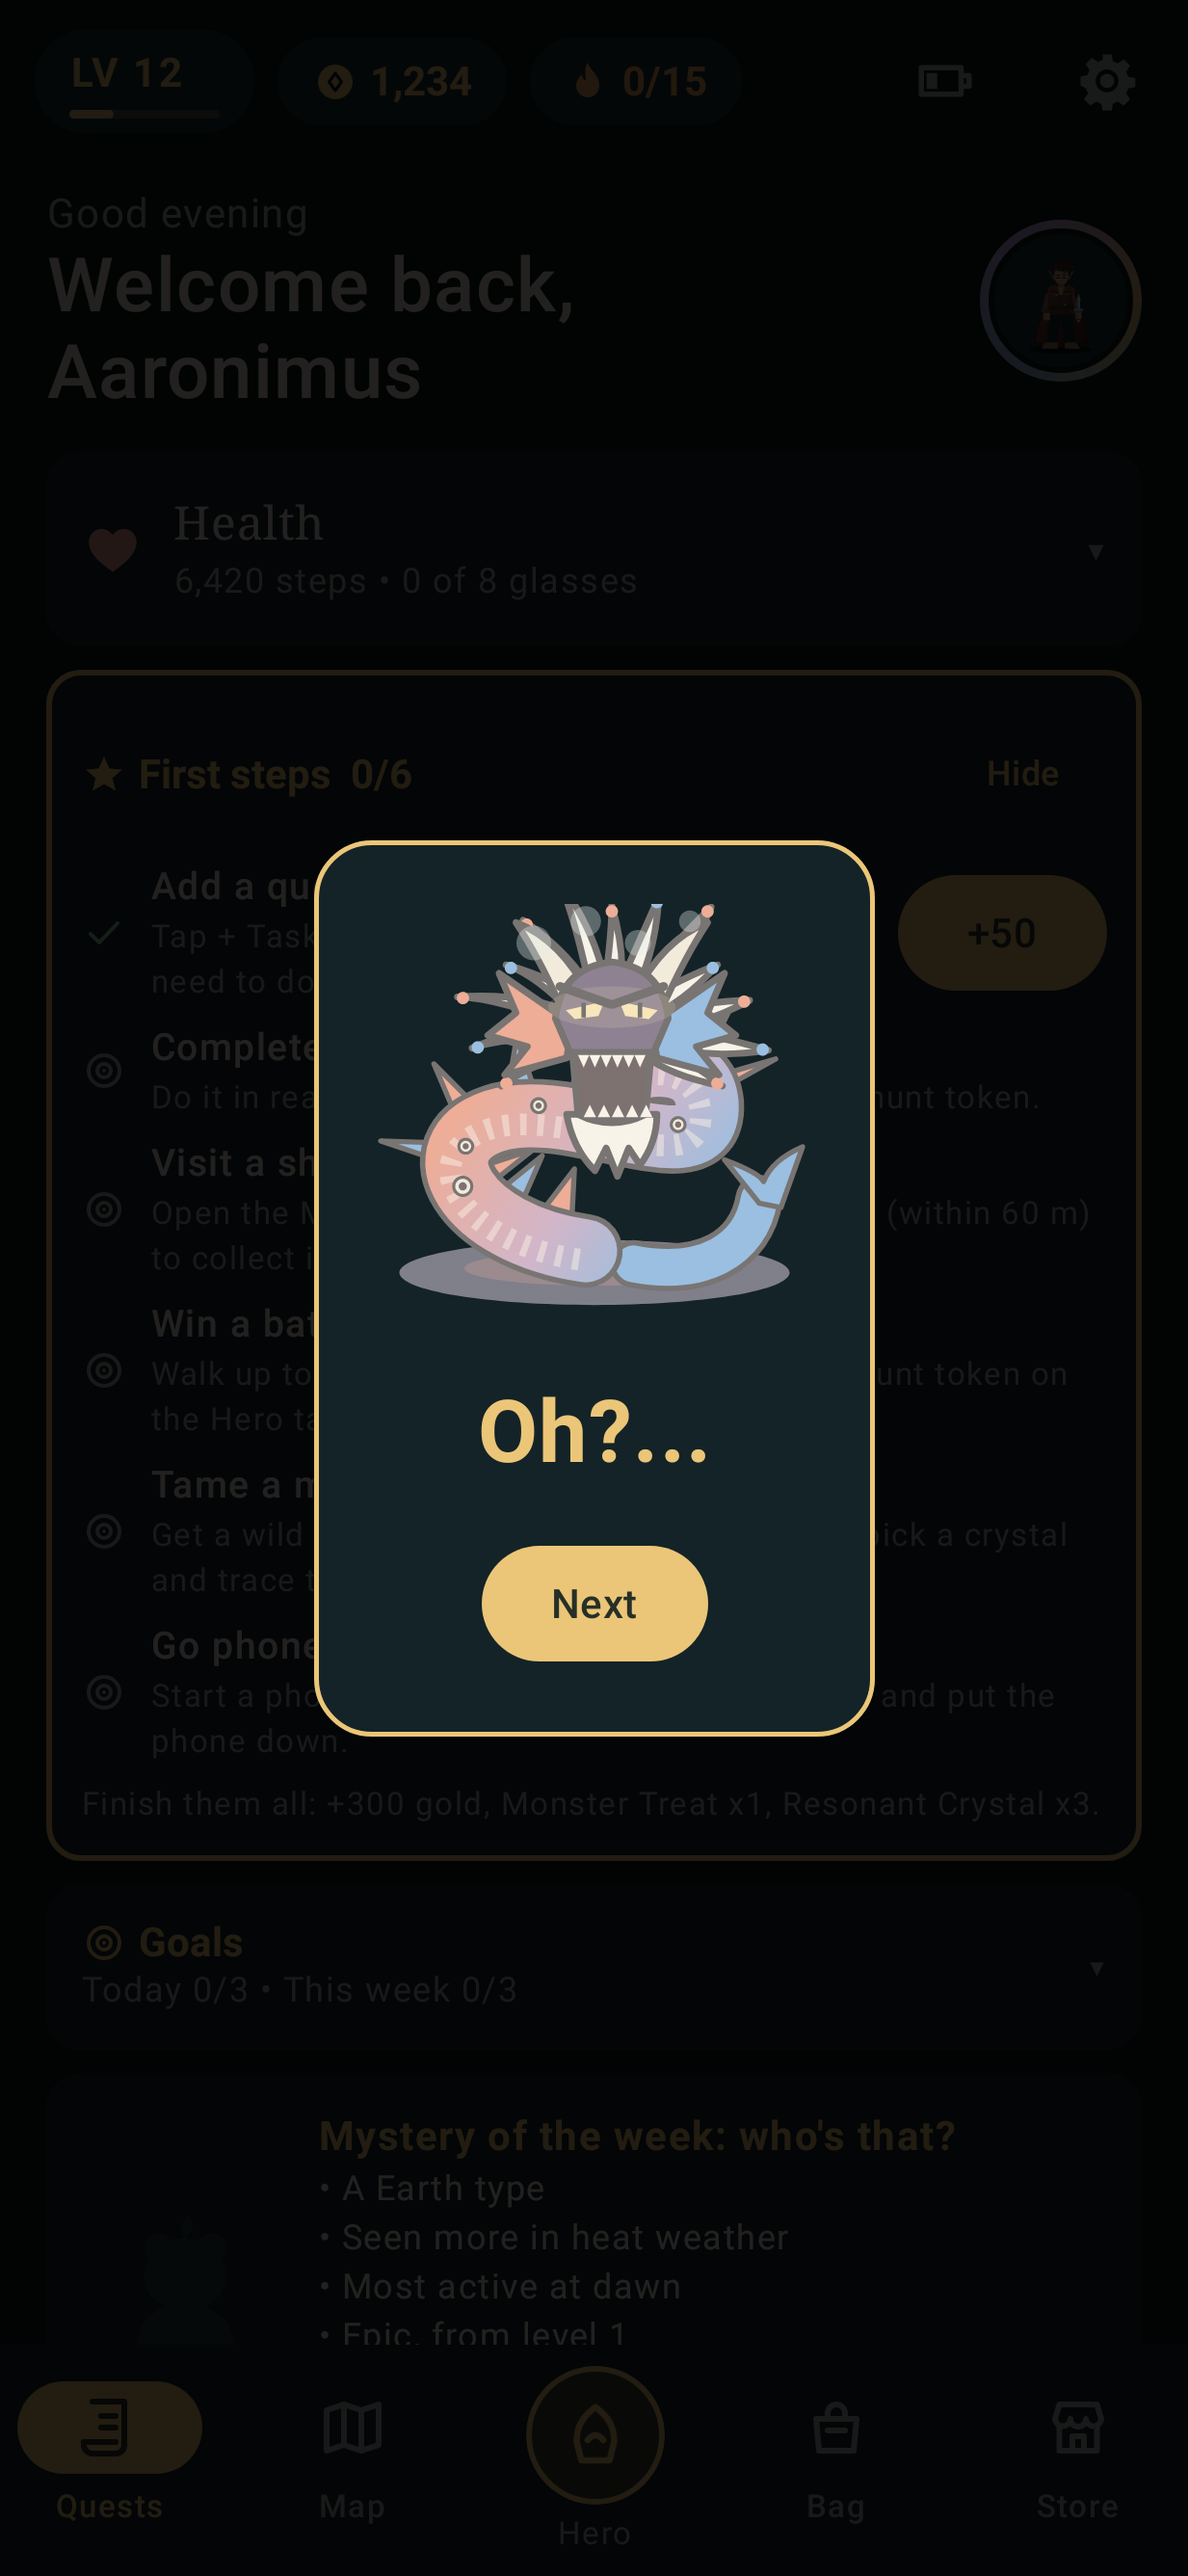 LV 12
1,234
0/15
Good evening
Welcome back,
Aaronimus
Health
6,420 steps • 0 of 8 glasses
First steps 0/6
Hide
Add a qu
Tap + Task
need to do
+50
Complete
Do it in rea
hunt token.
Visit a sh
Open the M
(within 60 m)
to collect i
Win a bat
Walk up to
unt token on
the Hero ta
Tame a m
Get a wild
pick a crystal
and trace t
Go phone
Start a pho
and put the
phone down.
Oh?...
Next
Finish them all: +300 gold, Monster Treat x1, Resonant Crystal x3.
Goals
Today 0/3 • This week 0/3
Mystery of the week: who's that?
• A Earth type
• Seen more in heat weather
• Most active at dawn
• Epic, from level 1
Quests
Map
Hero
Bag
Store